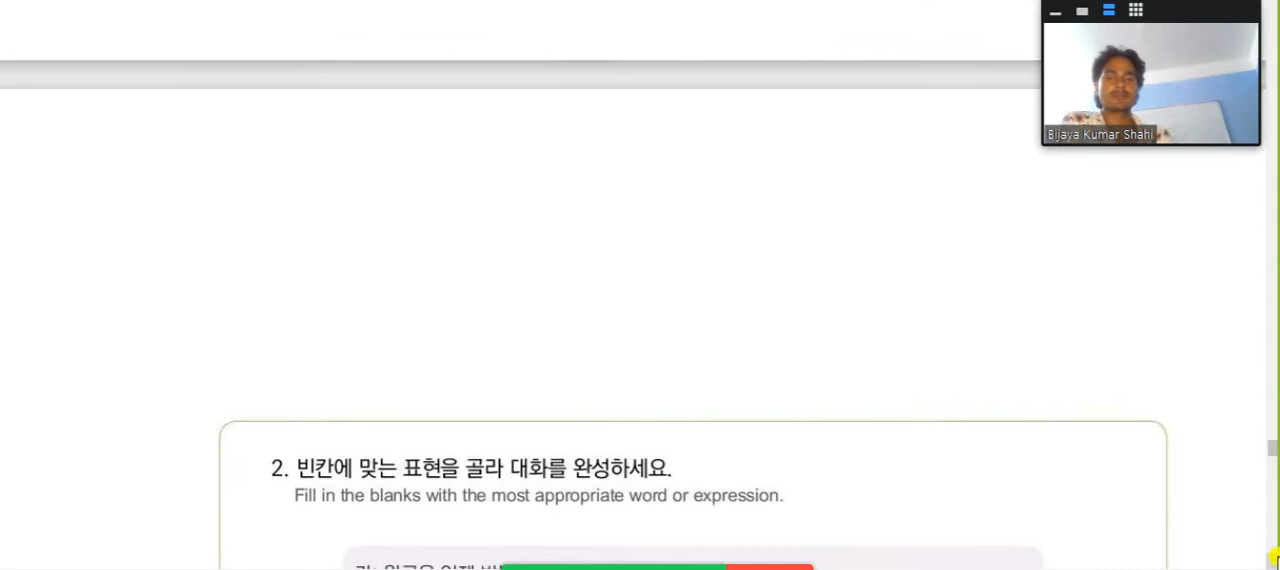 Bijaya Kumar Shahi
2. 빈칸에 맞는 표현을 골라 대화를 완성하세요.
Fill in the blanks with the most appropriate word or expression.